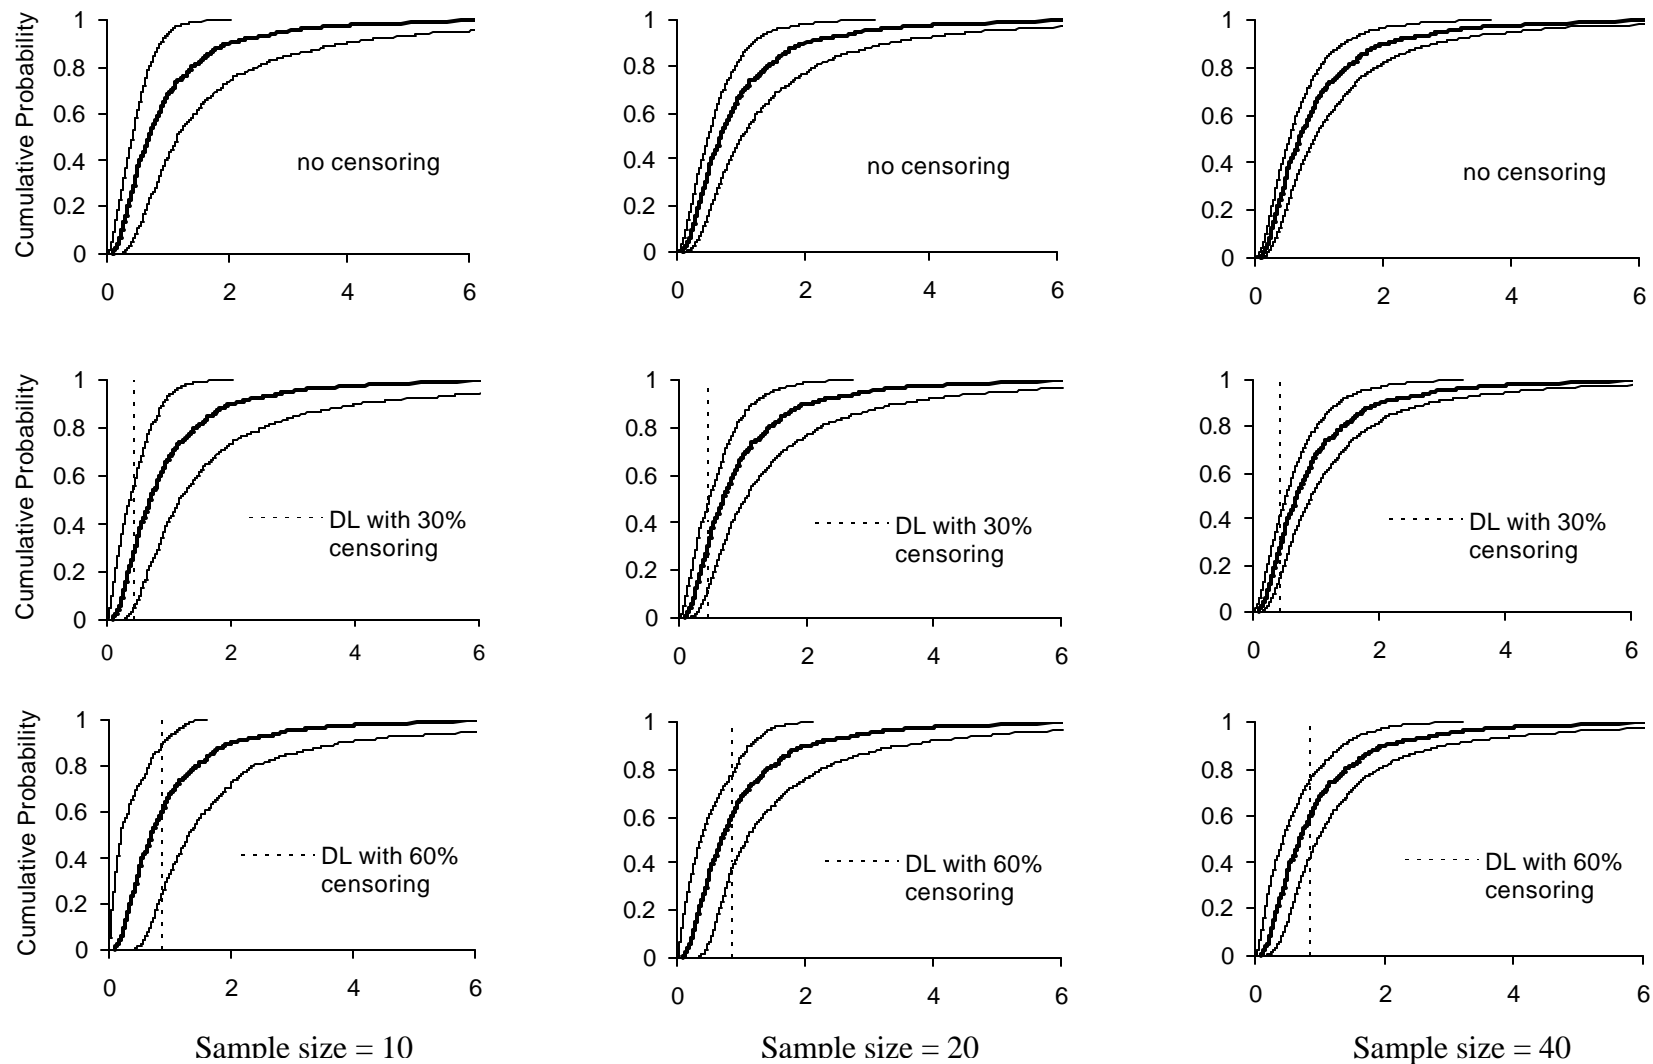 Cumulative Probability
1
0.8
0.6
0.4
0.2
0
no censoring
0 2 4 6
1
0.8
0.6
0.4
0.2
0
no censoring
0 2 4 6
1
0.8
0.6
0.4
0.2
0
no censoring
0 2 4 6
Cumulative Probability
1
0.8
0.6
0.4
0.2
0
DL with 30%
censoring
0 2 4 6
1
0.8
0.6
0.4
0.2
0
DL with 30%
censoring
0 2 4 6
1
0.8
0.6
0.4
0.2
0
DL with 30%
censoring
0 2 4 6
Cumulative Probability
1
0.8
0.6
0.4
0.2
0
DL with 60%
censoring
0 2 4 6
1
0.8
0.6
0.4
0.2
0
DL with 60%
censoring
0 2 4 6
1
0.8
0.6
0.4
0.2
0
DL with 60%
censoring
0 2 4 6
Sample size = 10
Sample size = 20
Sample size = 40